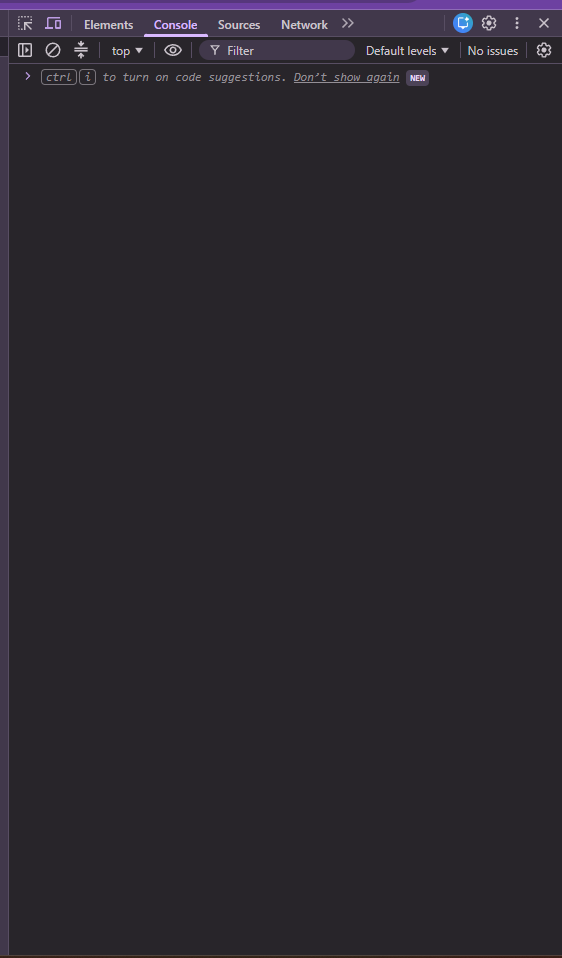 Elements Console Sources Network
top Filter Default levels No issues
ctrl i to turn on code suggestions. Don't show again NEW